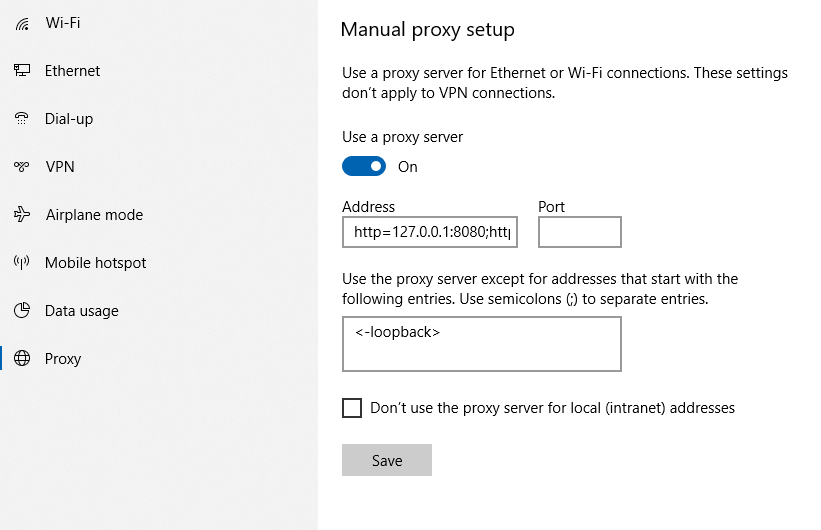 Wi-Fi
Ethernet
Dial-up
VPN
Airplane mode
Mobile hotspot
Data usage
Proxy
Manual proxy setup
Use a proxy server for Ethernet or Wi-Fi connections. These settings
don't apply to VPN connections.
Use a proxy server
On
Address
Port
http=127.0.0.1:8080;http
Use the proxy server except for addresses that start with the
following entries. Use semicolons (;) to separate entries.
<-loopback>
Don't use the proxy server for local (intranet) addresses
Save